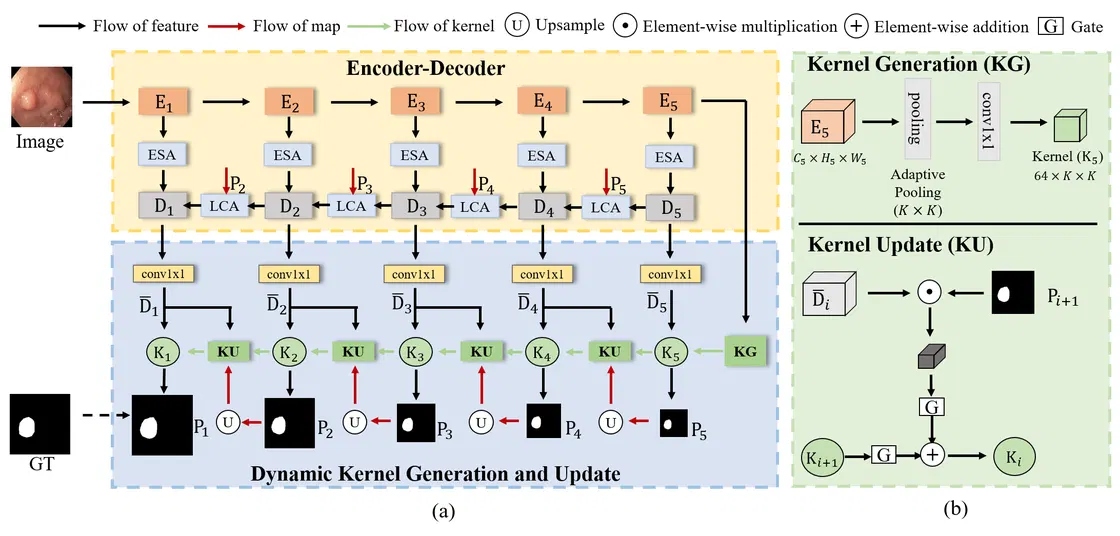 Flow of feature Flow of map Flow of kernel U Upsample Element-wise multiplication Element-wise addition G Gate
Encoder-Decoder
E₁ E₂ E₃ E₄ E₅
Image
ESA ESA ESA ESA ESA
P₂ P₃ P₄ P₅
D₁ LCA D₂ LCA D₃ LCA D₄ LCA D₅
conv1x1 conv1x1 conv1x1 conv1x1 conv1x1
D̅₁ D̅₂ D̅₃ D̅₄ D̅₅
K₁ KU K₂ KU K₃ KU K₄ KU K₅ KG
P₁ U P₂ U P₃ U P₄ U P₅
GT
Dynamic Kernel Generation and Update
(a)
Kernel Generation (KG)
E₅ pooling conv1x1
C₅ × H₅ × W₅
Adaptive
Pooling
(K × K)
Kernel (K₅)
64 × K × K
Kernel Update (KU)
D̅ᵢ Pᵢ₊₁
G
Kᵢ₊₁ G Kᵢ
(b)